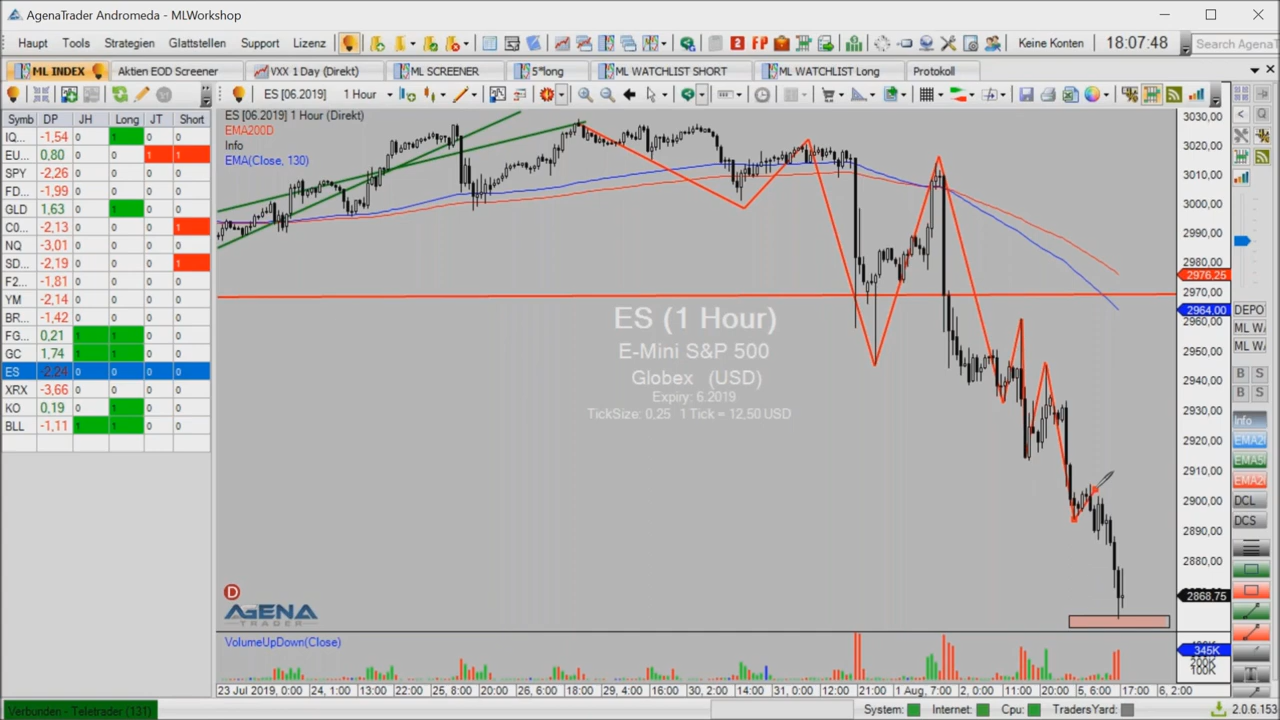 AgenaTrader Andromeda - MLWorkshop
Haupt Tools Strategien Glattstellen Support Lizenz 2 FP Keine Konten 18:07:48 Search Agena
ML INDEX Aktien EOD Screener VXX 1 Day (Direkt) ML SCREENER 5*long ML WATCHLIST SHORT ML WATCHLIST Long Protokoll
ES [06.2019] 1 Hour
Symb DP JH Long JT Short
IQ... -1,54 0 1 0 0
EU... 0,80 0 0 1 1
SPY -2,26 0 0 0 0
FD... -1,99 0 0 0 0
GLD 1,63 0 1 0 0
C0... -2,13 0 0 0 1
NQ -3,01 0 0 0 0
SD... -2,19 0 0 0 1
F2... -1,81 0 0 0 0
YM -2,14 0 0 0 0
BR... -1,42 0 0 0 0
FG... 0,21 1 1 0 0
GC 1,74 1 1 0 0
ES -2,24 0 0 0 0
XRX -3,66 0 0 0 0
KO 0,19 0 1 0 0
BLL -1,11 1 1 0 0
ES [06.2019] 1 Hour (Direkt)
EMA200D
Info
EMA(Close, 130)
ES (1 Hour)
E-Mini S&P 500
Globex (USD)
Expiry: 6.2019
TickSize: 0,25 1 Tick = 12,50 USD
D
AGENA
TRADER
VolumeUpDown(Close)
3030,00
3020,00
3010,00
3000,00
2990,00
2980,00
2976,25
2970,00
2964,00
2960,00
2950,00
2940,00
2930,00
2920,00
2910,00
2900,00
2890,00
2880,00
2868,75
345K
100K
DEPO
ML W
ML W
B S
B S
Info
EMA2
EMA5
EMA2
DCL
DCS
23 Jul 2019, 0:00 24, 1:00 13:00 22:00 25, 8:00 20:00 26, 6:00 18:00 29, 4:00 16:00 30, 2:00 14:00 31, 0:00 12:00 21:00 1 Aug, 7:00 2, 0:00 11:00 20:00 5, 6:00 17:00 6, 2:00
Verbunden - Teletrader (131) System: Internet: Cpu: TradersYard: 2.0.6.153